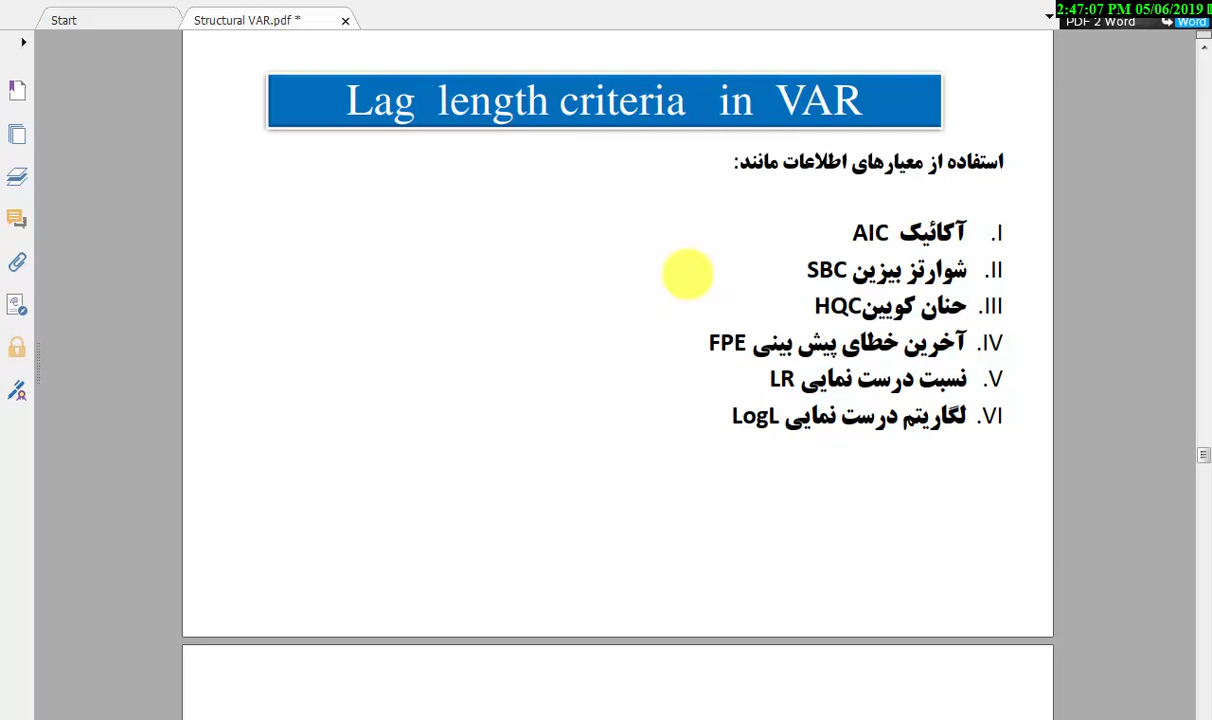 2:47:07 PM 05/06/2019
Start
Structural VAR.pdf *
PDF 2 Word
Word
Lag length criteria in VAR
استفاده از معیارهای اطلاعات مانند:
I. آکائیک AIC
II. شوارتز بیزین SBC
III. حنان کویین HQC
IV. آخرین خطای پیش بینی FPE
V. نسبت درست نمایی LR
VI. لگاریتم درست نمایی LogL